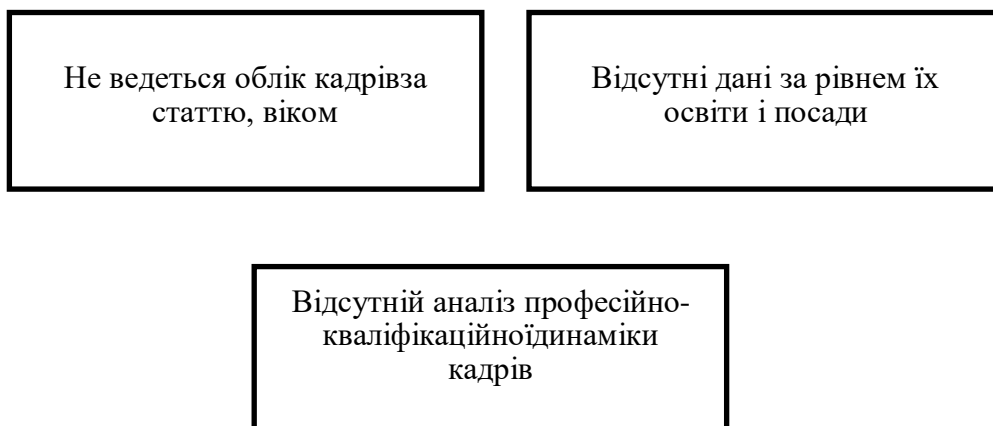 Не ведеться облік кадрівза
статтю, віком
Відсутні дані за рівнем їх
освіти і посади
Відсутній аналіз професійно-
кваліфікаційноїдинаміки
кадрів